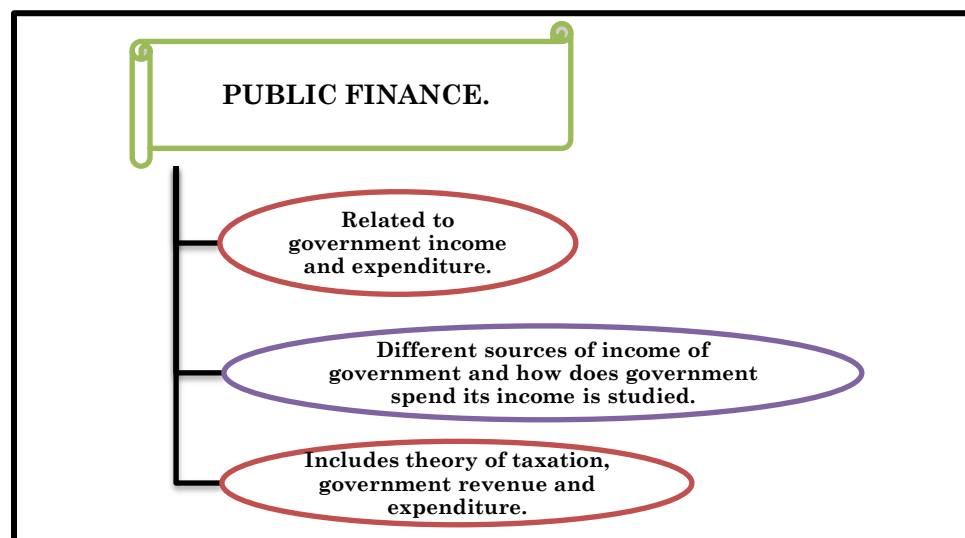 PUBLIC FINANCE.
Related to
government income
and expenditure.
Different sources of income of
government and how does government
spend its income is studied.
Includes theory of taxation,
government revenue and
expenditure.